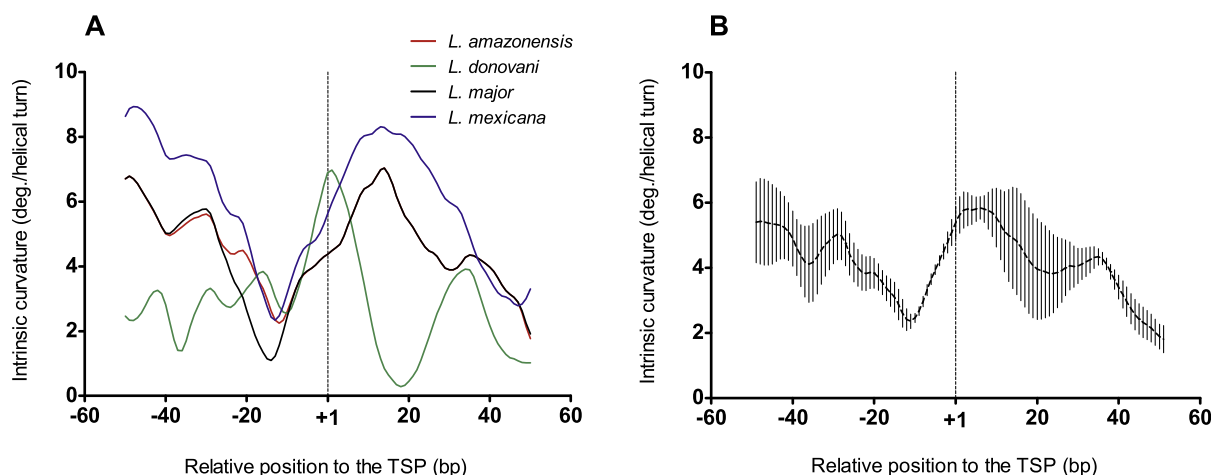 A
L. amazonensis
L. donovani
L. major
L. mexicana
Intrinsic curvature (deg./helical turn)
10
8
6
4
2
0
-60 -40 -20 +1 20 40 60
Relative position to the TSP (bp)
B
Intrinsic curvature (deg./helical turn)
10
8
6
4
2
0
-60 -40 -20 +1 20 40 60
Relative position to the TSP (bp)